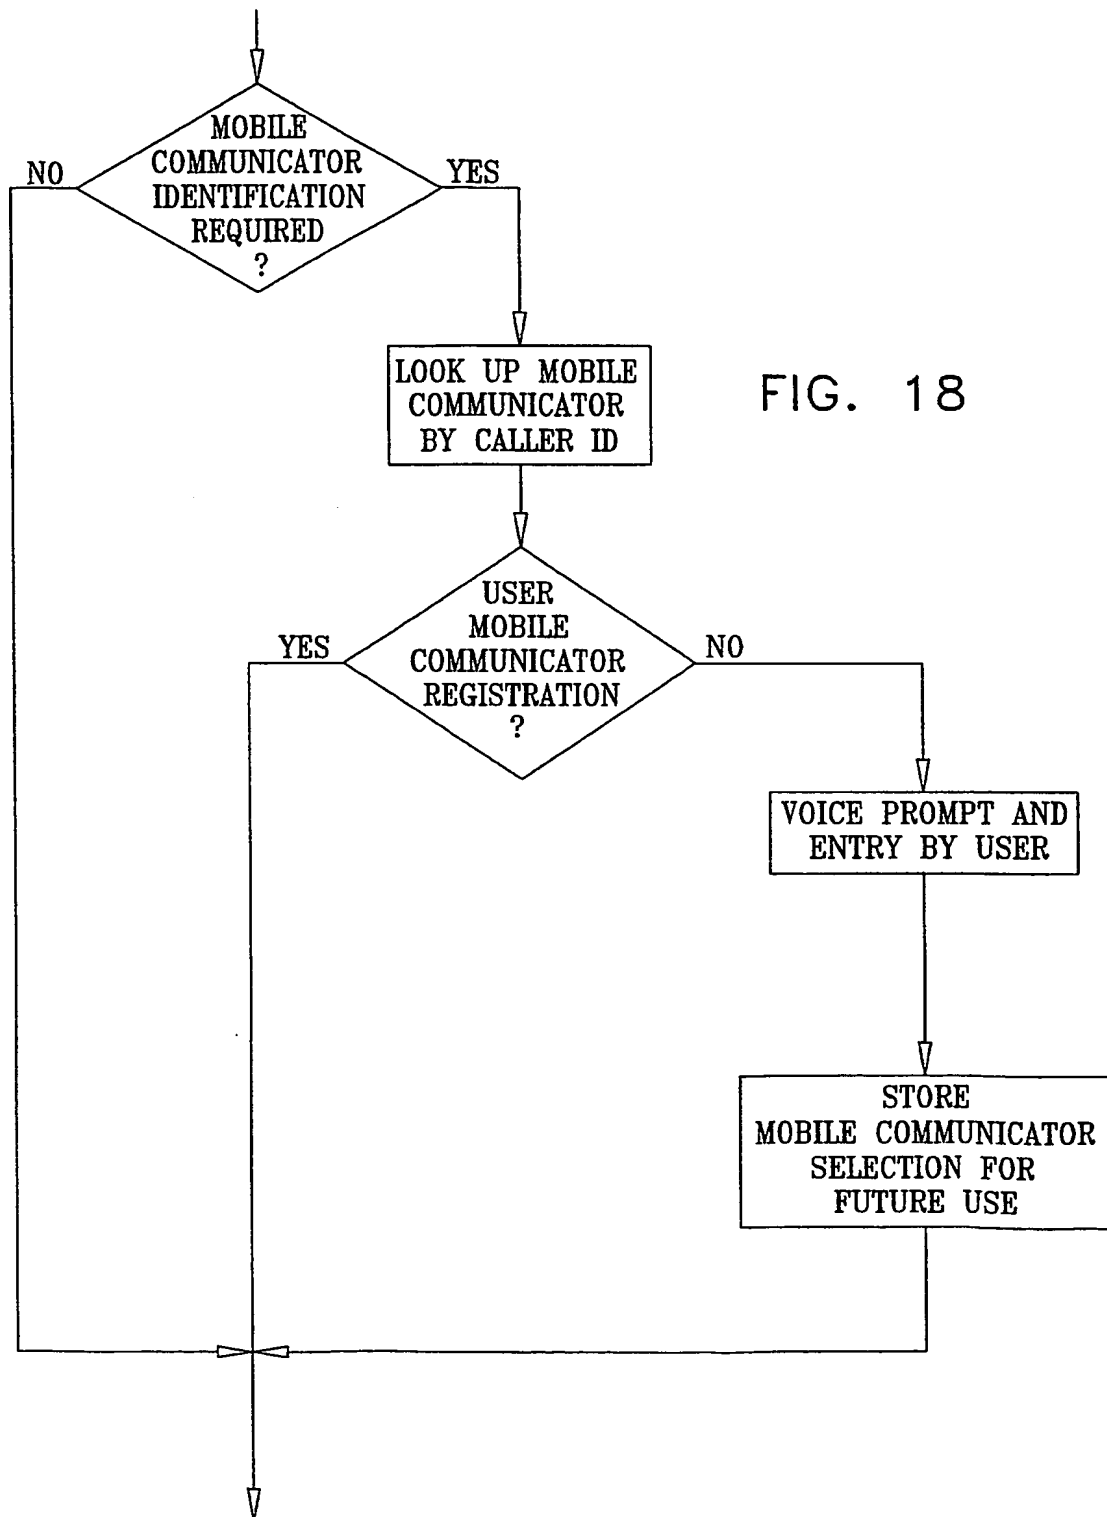 MOBILE
COMMUNICATOR
IDENTIFICATION
REQUIRED
?
NO
YES
LOOK UP MOBILE
COMMUNICATOR
BY CALLER ID
FIG. 18
USER
MOBILE
COMMUNICATOR
REGISTRATION
?
YES
NO
VOICE PROMPT AND
ENTRY BY USER
STORE
MOBILE COMMUNICATOR
SELECTION FOR
FUTURE USE